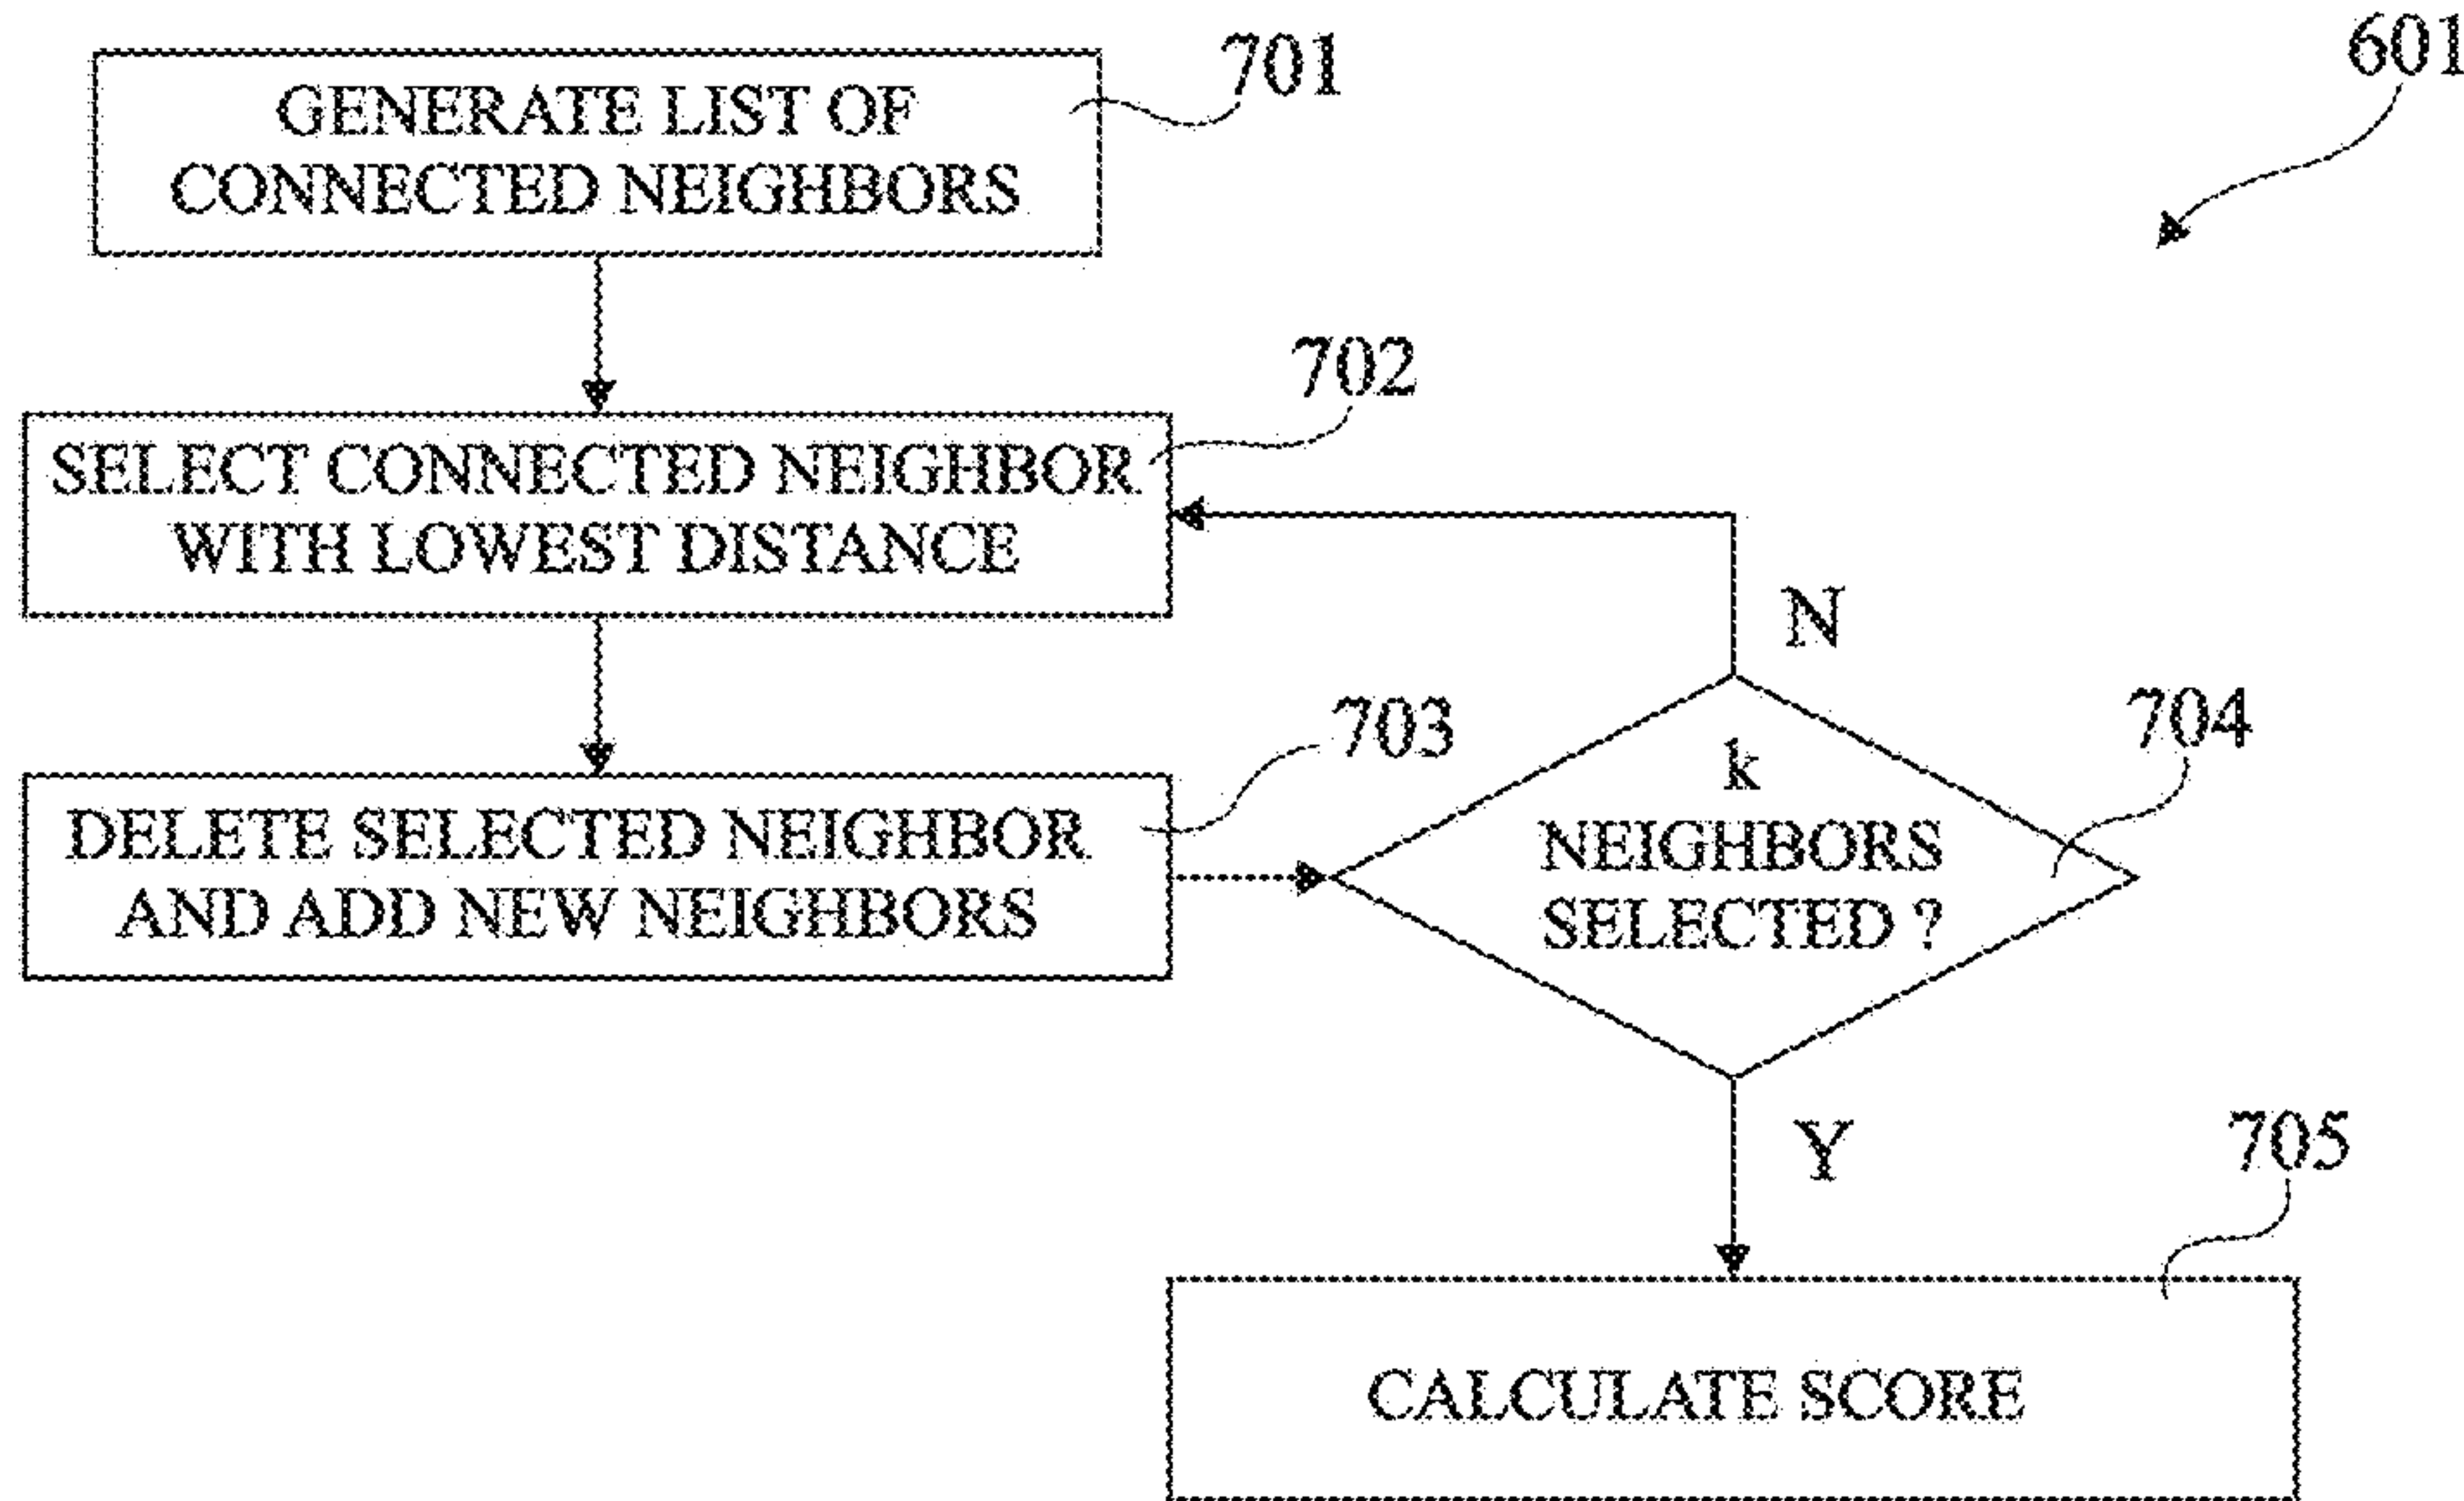 601
701
GENERATE LIST OF
CONNECTED NEIGHBORS
702
SELECT CONNECTED NEIGHBOR
WITH LOWEST DISTANCE
N
703
DELETE SELECTED NEIGHBOR
AND ADD NEW NEIGHBORS
704
k
NEIGHBORS
SELECTED ?
Y
705
CALCULATE SCORE